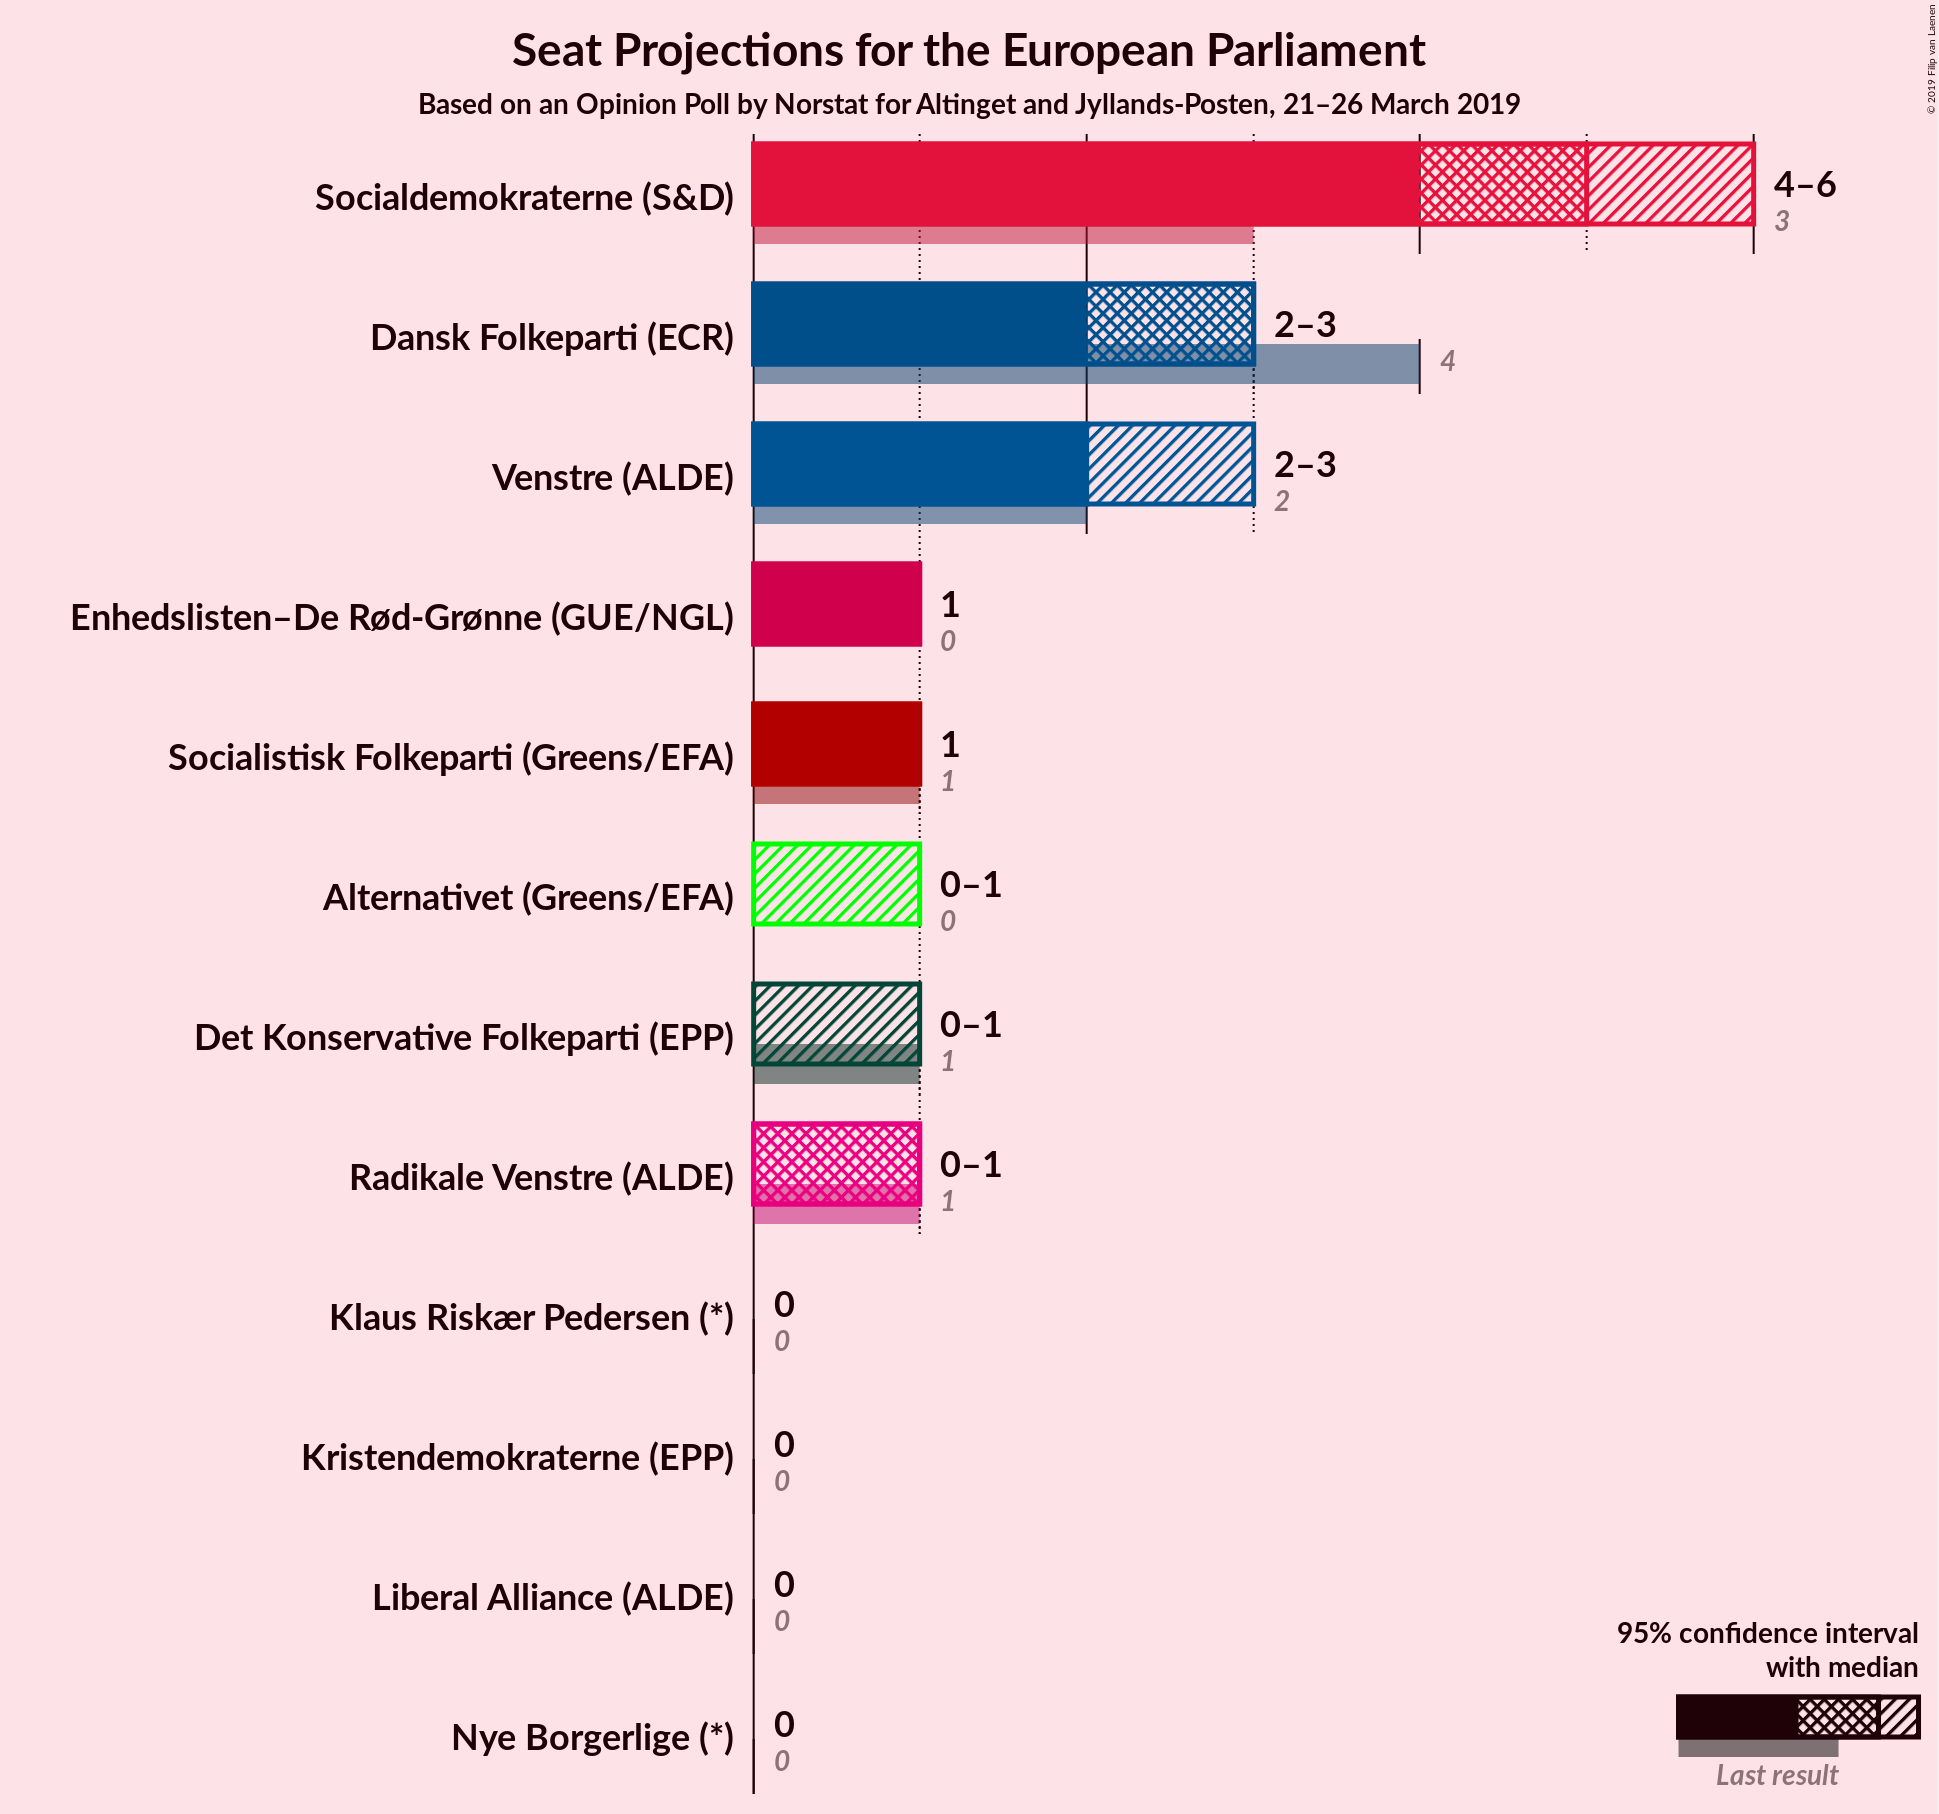 Seat Projections for the European Parliament
Based on an Opinion Poll by Norstat for Altinget and Jyllands-Posten, 21–26 March 2019
© 2019 Filip van Laenen
Socialdemokraterne (S&D)
4–6
3
Dansk Folkeparti (ECR)
2–3
4
Venstre (ALDE)
2–3
2
Enhedslisten–De Rød-Grønne (GUE/NGL)
1
0
Socialistisk Folkeparti (Greens/EFA)
1
1
Alternativet (Greens/EFA)
0–1
0
Det Konservative Folkeparti (EPP)
0–1
1
Radikale Venstre (ALDE)
0–1
1
Klaus Riskær Pedersen (*)
0
0
Kristendemokraterne (EPP)
0
0
Liberal Alliance (ALDE)
0
0
Nye Borgerlige (*)
0
0
95% confidence interval
with median
Last result